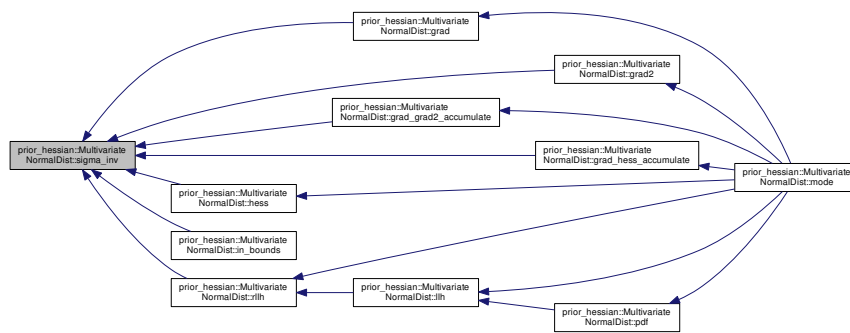 prior_hessian::Multivariate
NormalDist::grad
prior_hessian::Multivariate
NormalDist::grad2
prior_hessian::Multivariate
NormalDist::grad_grad2_accumulate
prior_hessian::Multivariate
NormalDist::sigma_inv
prior_hessian::Multivariate
NormalDist::grad_hess_accumulate
prior_hessian::Multivariate
NormalDist::mode
prior_hessian::Multivariate
NormalDist::hess
prior_hessian::Multivariate
NormalDist::in_bounds
prior_hessian::Multivariate
NormalDist::rllh
prior_hessian::Multivariate
NormalDist::llh
prior_hessian::Multivariate
NormalDist::pdf